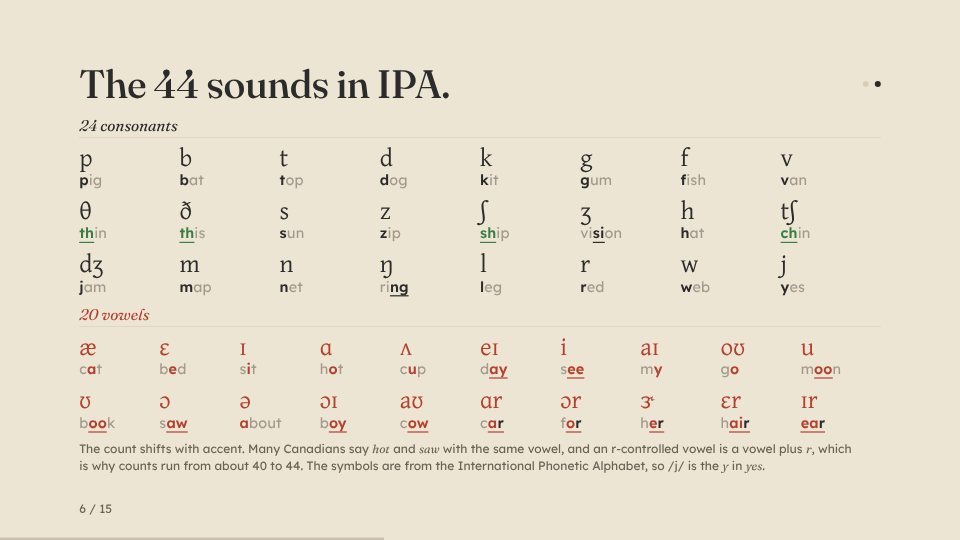 The 44 sounds in IPA.
24 consonants
p b t d k g f v
pig bat top dog kit gum fish van
θ ð s z ʃ ʒ h tʃ
thin this sun zip ship vision hat chin
dʒ m n ŋ l r w j
jam map net ring leg red web yes
20 vowels
æ ɛ ɪ ɑ ʌ eɪ i aɪ oʊ u
cat bed sit hot cup day see my go moon
ʊ ɔ ə ɔɪ aʊ ɑr ɔr ɝ ɛr ɪr
book saw about boy cow car for her hair ear
The count shifts with accent. Many Canadians say hot and saw with the same vowel, and an r-controlled vowel is a vowel plus r, which
is why counts run from about 40 to 44. The symbols are from the International Phonetic Alphabet, so /j/ is the y in yes.
6 / 15